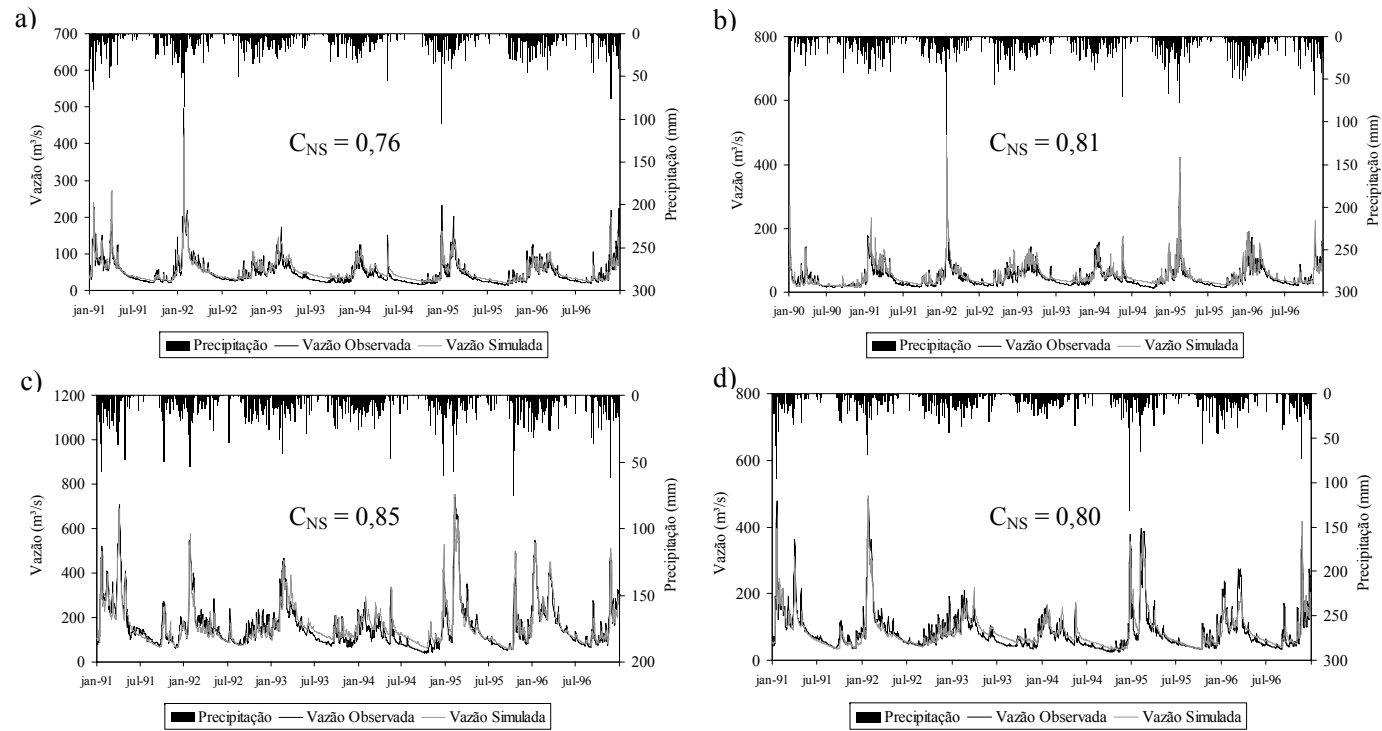 a)
700
600
500
400
300
200
100
0
Vazão (m³/s)
C_NS = 0,76
0
50
100
150
200
250
300
Precipitação (mm)
jan-91 jul-91 jan-92 jul-92 jan-93 jul-93 jan-94 jul-94 jan-95 jul-95 jan-96 jul-96
Precipitação Vazão Observada Vazão Simulada
b)
800
600
400
200
0
Vazão (m³/s)
C_NS = 0,81
0
50
100
150
200
250
300
Precipitação (mm)
jan-90 jul-90 jan-91 jul-91 jan-92 jul-92 jan-93 jul-93 jan-94 jul-94 jan-95 jul-95 jan-96 jul-96
Precipitação Vazão Observada Vazão Simulada
c)
1200
1000
800
600
400
200
0
Vazão (m³/s)
C_NS = 0,85
0
50
100
150
200
Precipitação (mm)
jan-91 jul-91 jan-92 jul-92 jan-93 jul-93 jan-94 jul-94 jan-95 jul-95 jan-96 jul-96
Precipitação Vazão Observada Vazão Simulada
d)
800
600
400
200
0
Vazão (m³/s)
C_NS = 0,80
0
50
100
150
200
250
300
Precipitação (mm)
jan-91 jul-91 jan-92 jul-92 jan-93 jul-93 jan-94 jul-94 jan-95 jul-95 jan-96 jul-96
Precipitação Vazão Observada Vazão Simulada